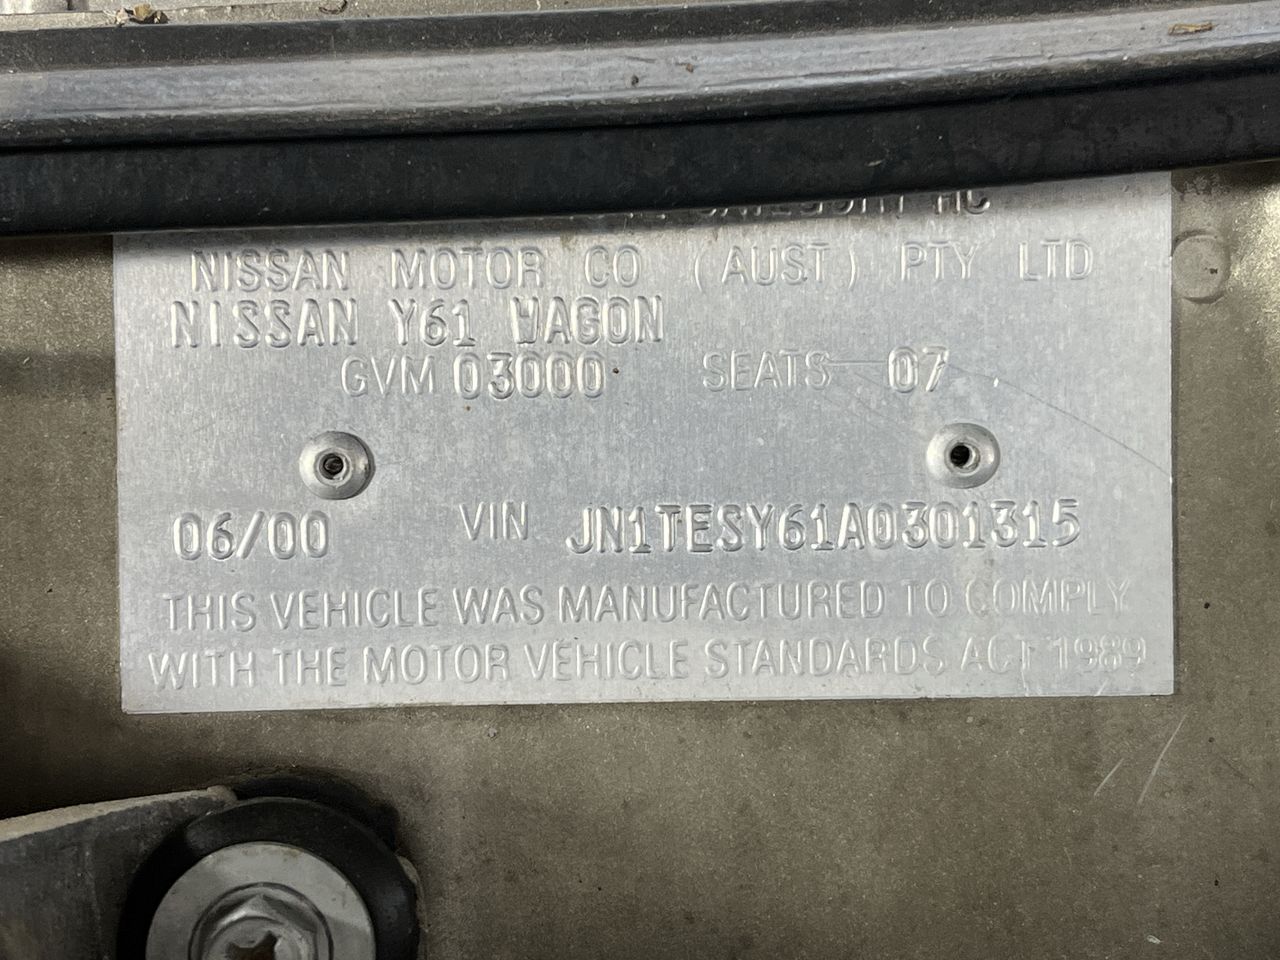 NISSAN MOTOR CO (AUST) PTY LTD
NISSAN Y61 WAGON
GVM 03000 SEATS 07
06/00 VIN JN1TESY61A0301315
THIS VEHICLE WAS MANUFACTURED TO COMPLY
WITH THE MOTOR VEHICLE STANDARDS ACT 1989